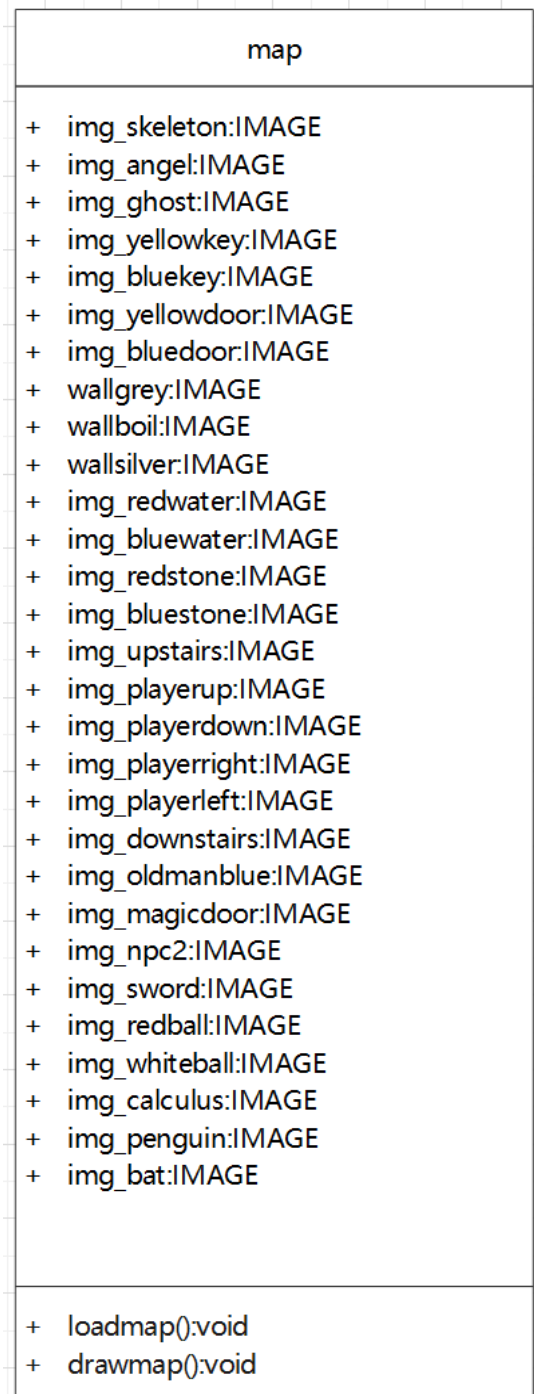 map
+ img_skeleton:IMAGE
+ img_angel:IMAGE
+ img_ghost:IMAGE
+ img_yellowkey:IMAGE
+ img_bluekey:IMAGE
+ img_yellowdoor:IMAGE
+ img_bluedoor:IMAGE
+ wallgrey:IMAGE
+ wallboil:IMAGE
+ wallsilver:IMAGE
+ img_redwater:IMAGE
+ img_bluewater:IMAGE
+ img_redstone:IMAGE
+ img_bluestone:IMAGE
+ img_upstairs:IMAGE
+ img_playerup:IMAGE
+ img_playerdown:IMAGE
+ img_playerright:IMAGE
+ img_playerleft:IMAGE
+ img_downstairs:IMAGE
+ img_oldmanblue:IMAGE
+ img_magicdoor:IMAGE
+ img_npc2:IMAGE
+ img_sword:IMAGE
+ img_redball:IMAGE
+ img_whiteball:IMAGE
+ img_calculus:IMAGE
+ img_penguin:IMAGE
+ img_bat:IMAGE
+ loadmap():void
+ drawmap():void